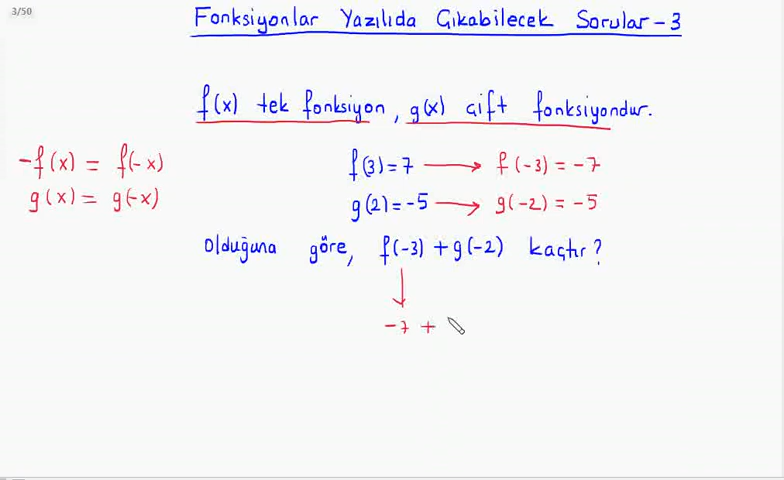 3/50
Fonksiyonlar Yazılıda Çıkabilecek Sorular - 3
f(x) tek fonksiyon, g(x) çift fonksiyondur.
-f(x) = f(-x)
g(x) = g(-x)
f(3) = 7 → f(-3) = -7
g(2) = -5 → g(-2) = -5
Olduğuna göre, f(-3) + g(-2) kaçtır?
-7 +